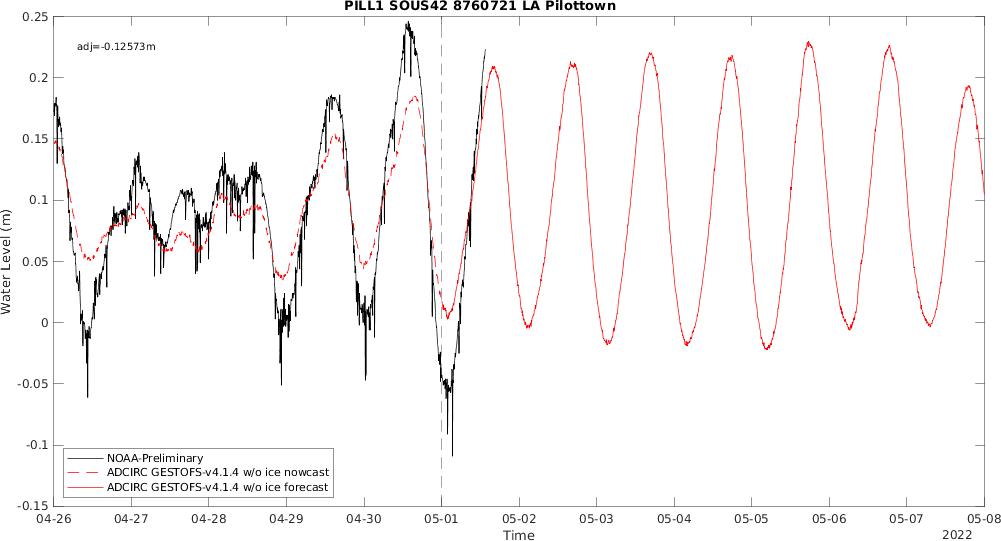 PILL1 SOUS42 8760721 LA Pilottown
adj=-0.12573m
0.25
0.2
0.15
0.1
0.05
0
-0.05
-0.1
-0.15
Water Level (m)
NOAA-Preliminary
ADCIRC GESTOFS-v4.1.4 w/o ice nowcast
ADCIRC GESTOFS-v4.1.4 w/o ice forecast
04-26 04-27 04-28 04-29 04-30 05-01 05-02 05-03 05-04 05-05 05-06 05-07 05-08
Time
2022